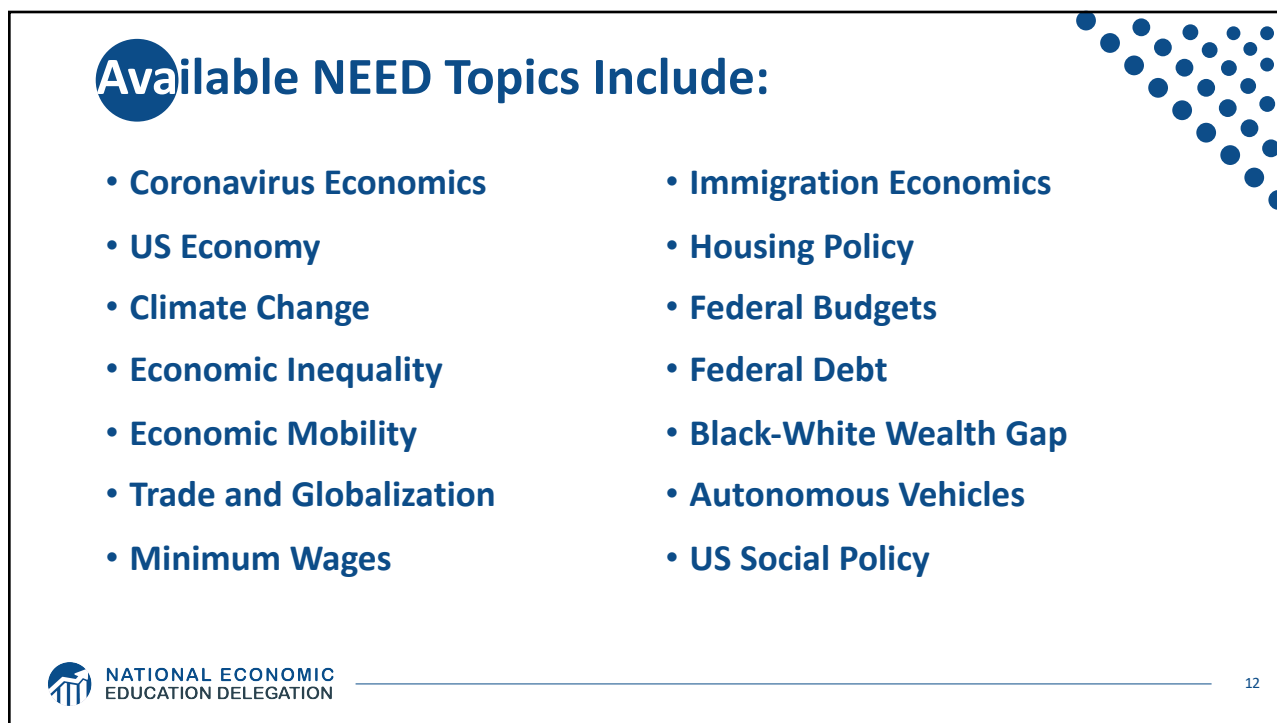 Available NEED Topics Include:
• Coronavirus Economics
• US Economy
• Climate Change
• Economic Inequality
• Economic Mobility
• Trade and Globalization
• Minimum Wages
• Immigration Economics
• Housing Policy
• Federal Budgets
• Federal Debt
• Black-White Wealth Gap
• Autonomous Vehicles
• US Social Policy
NATIONAL ECONOMIC
EDUCATION DELEGATION
12